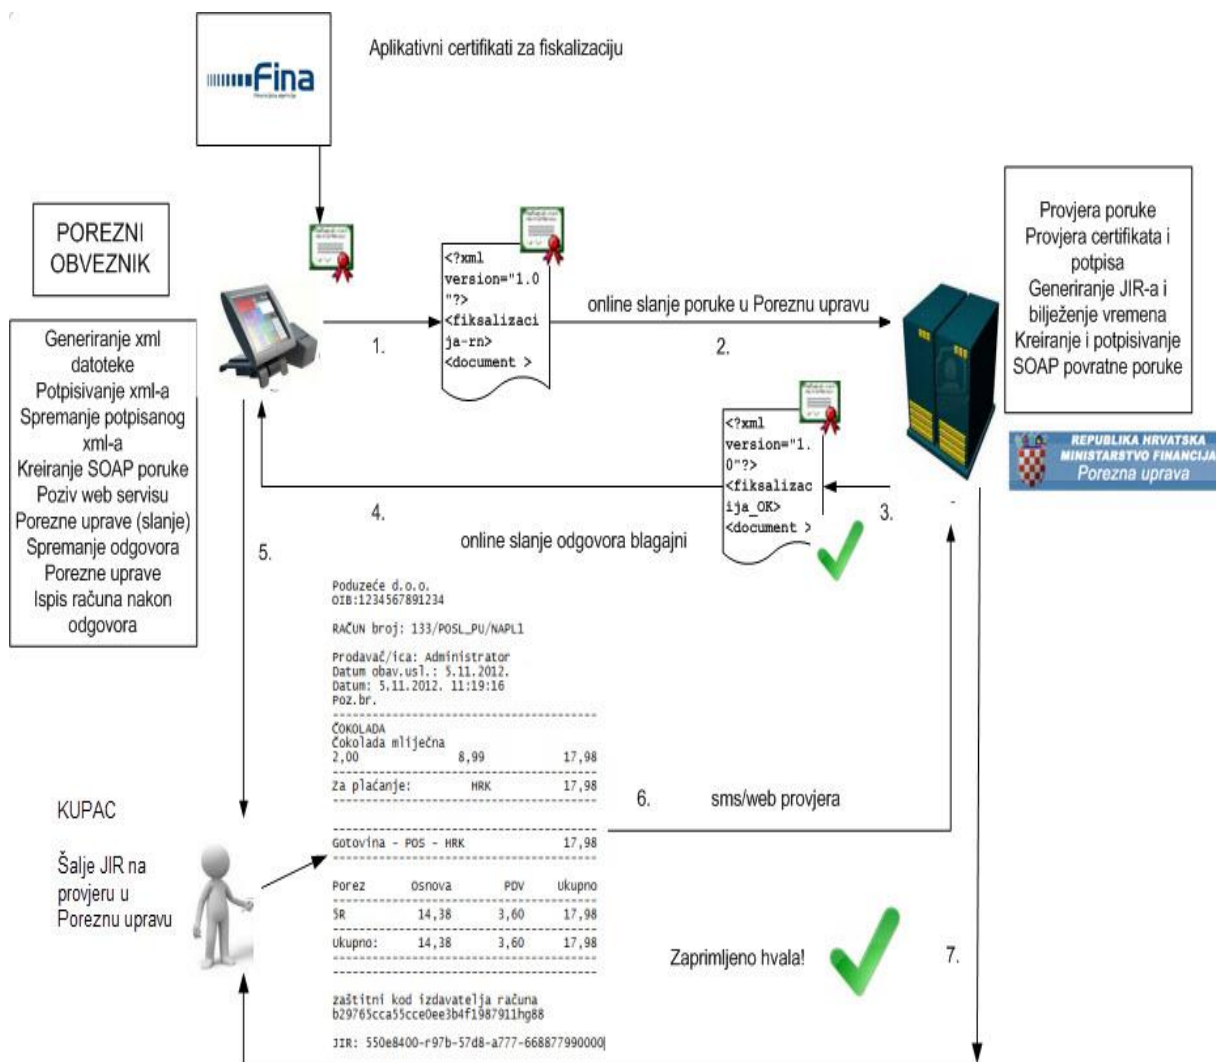 Fina
Aplikativni certifikati za fiskalizaciju
POREZNI
OBVEZNIK
Generiranje xml
datoteke
Potpisivanje xml-a
Spremanje potpisanog
xml-a
Kreiranje SOAP poruke
Poziv web servisu
Porezne uprave (slanje)
Spremanje odgovora
Porezne uprave
Ispis računa nakon
odgovora
1.
<?xml
version="1.0
"?>
<fiksalizaci
ja-rn>
<document >
online slanje poruke u Poreznu upravu
2.
Provjera poruke
Provjera certifikata i
potpisa
Generiranje JIR-a i
bilježenje vremena
Kreiranje i potpisivanje
SOAP povratne poruke
REPUBLIKA HRVATSKA
MINISTARSTVO FINANCIJA
Porezna uprava
<?xml
version="1.
0"?>
<fiksalizac
ija_OK>
<document >
3.
4.
online slanje odgovora blagajni
5.
Poduzeće d.o.o.
OIB:1234567891234
RAČUN broj: 133/POSL_PU/NAPL1
Prodavač/ica: Administrator
Datum obav.usl.: 5.11.2012.
Datum: 5.11.2012. 11:19:16
Poz.br.
ČOKOLADA
Čokolada mliječna
2,00 8,99 17,98
Za plaćanje: HRK 17,98
Gotovina - POS - HRK 17,98
Porez Osnova PDV Ukupno
5R 14,38 3,60 17,98
Ukupno: 14,38 3,60 17,98
zaštitni kod izdavatelja računa
b29765cca55cce0ee3b4f1987911hg88
JIR: 550e8400-r97b-57d8-a777-668877990000
KUPAC
Šalje JIR na
provjeru u
Poreznu upravu
6.
sms/web provjera
Zaprimljeno hvala!
7.